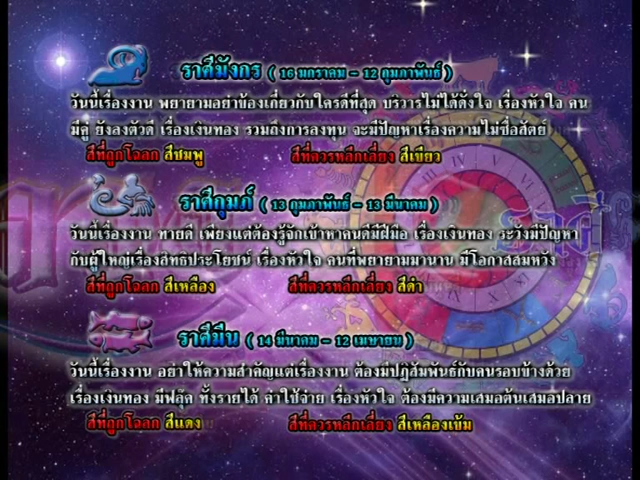 ราศีมังกร ( 16 มกราคม - 12 กุมภาพันธ์ )
วันนี้เรื่องงาน พยายามอย่าข้องเกี่ยวกับใครดีที่สุด บริวารไม่ได้ดั่งใจ เรื่องหัวใจ คน
มีคู่ ยังลงตัวดี เรื่องเงินทอง รวมถึงการลงทุน จะมีปัญหาเรื่องความไม่ซื่อสัตย์
สีที่ถูกโฉลก สีชมพู สีที่ควรหลีกเลี่ยง สีเขียว
ราศีกุมภ์ ( 13 กุมภาพันธ์ - 13 มีนาคม )
วันนี้เรื่องงาน ทายดี เพียงแต่ต้องรู้จักเข้าหาคนดีมีฝีมือ เรื่องเงินทอง ระวังมีปัญหา
กับผู้ใหญ่เรื่องสิทธิประโยชน์ เรื่องหัวใจ คนที่พยายามมานาน มีโอกาสสมหวัง
สีที่ถูกโฉลก สีเหลือง สีที่ควรหลีกเลี่ยง สีดำ
ราศีมีน ( 14 มีนาคม - 12 เมษายน )
วันนี้เรื่องงาน อย่าให้ความสำคัญแต่เรื่องงาน ต้องมีปฏิสัมพันธ์กับคนรอบข้างด้วย
เรื่องเงินทอง มีฟลุ๊ค ทั้งรายได้ ค่าใช้จ่าย เรื่องหัวใจ ต้องมีความเสมอต้นเสมอปลาย
สีที่ถูกโฉลก สีแดง สีที่ควรหลีกเลี่ยง สีเหลืองเข้ม